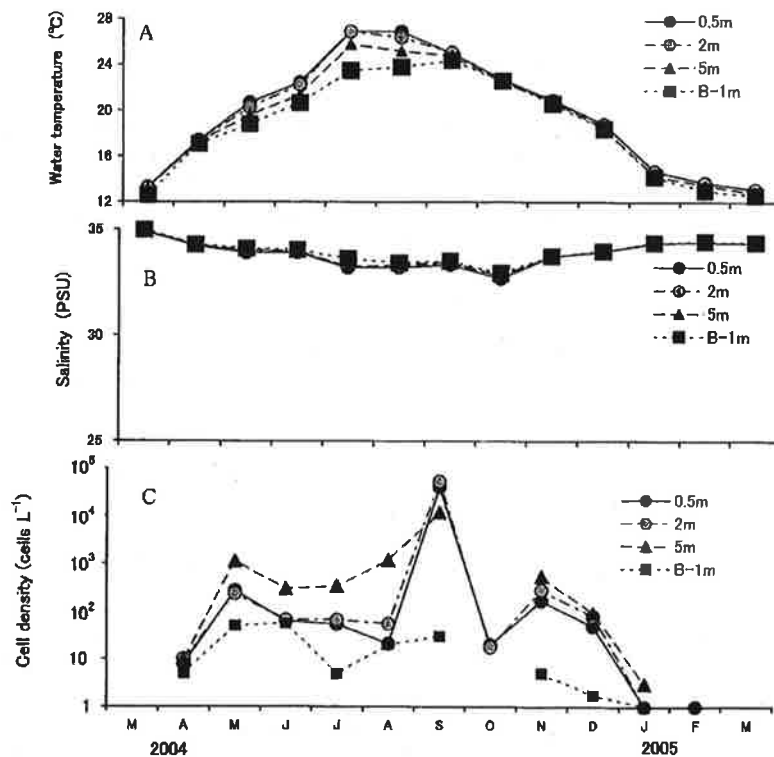 A
Water temperature (°C)
28
24
20
16
12
0.5m
2m
5m
B-1m
B
Salinity (PSU)
35
30
25
0.5m
2m
5m
B-1m
C
Cell density (cells L⁻¹)
10⁵
10⁴
10³
10²
10
1
0.5m
2m
5m
B-1m
M A M J J A S O N D J F M
2004 2005